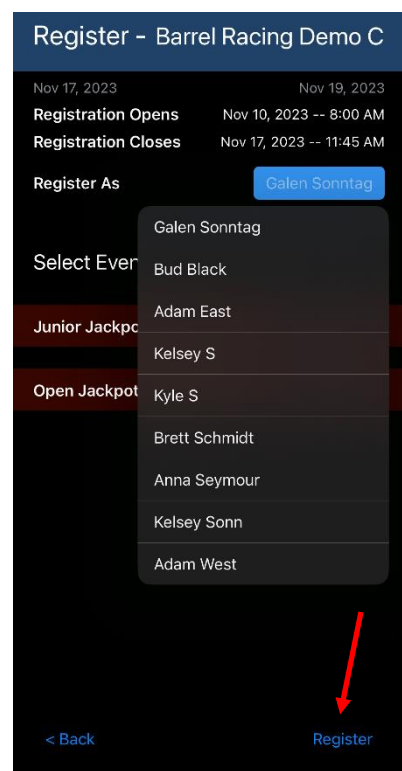 Register - Barrel Racing Demo C
Nov 17, 2023 Nov 19, 2023
Registration Opens Nov 10, 2023 -- 8:00 AM
Registration Closes Nov 17, 2023 -- 11:45 AM
Register As Galen Sonntag
Galen Sonntag
Select Even
Bud Black
Adam East
Junior Jackpo
Kelsey S
Open Jackpot
Kyle S
Brett Schmidt
Anna Seymour
Kelsey Sonn
Adam West
< Back Register